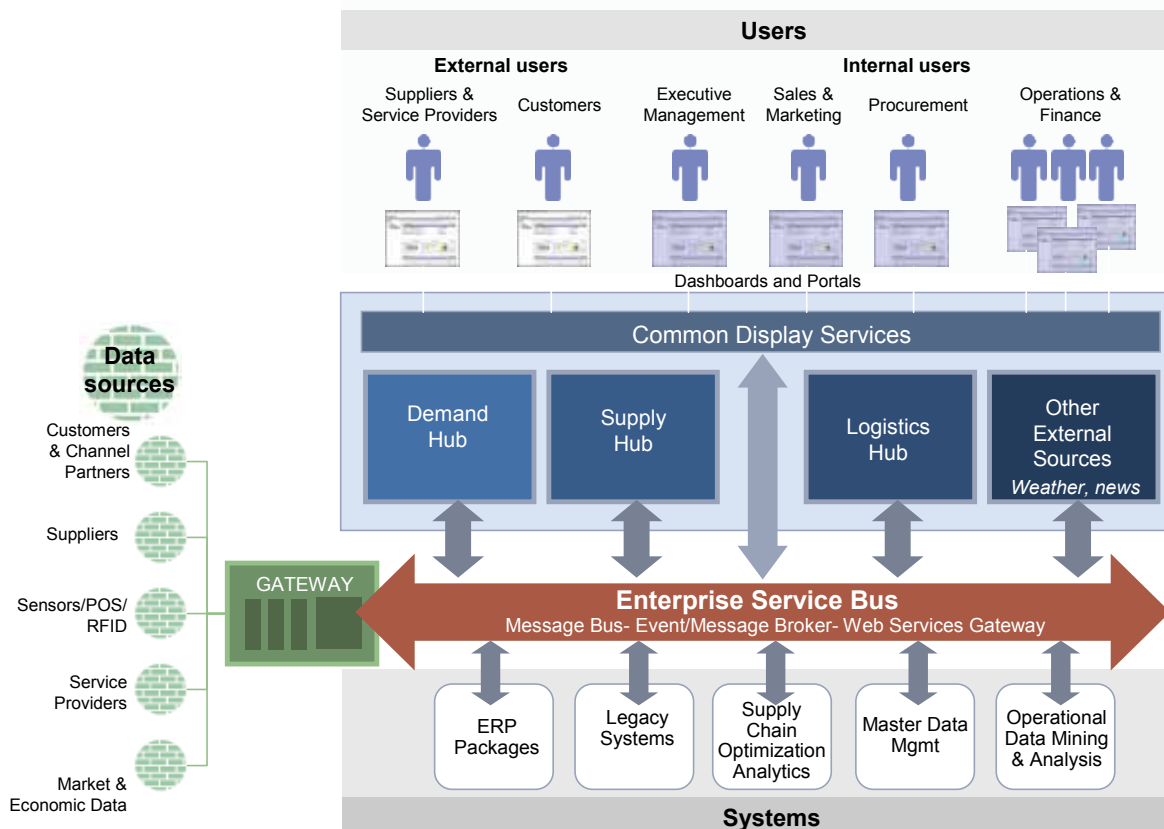 Users
External users
Internal users
Suppliers &
Service Providers
Customers
Executive
Management
Sales &
Marketing
Procurement
Operations &
Finance
Dashboards and Portals
Common Display Services
Demand
Hub
Supply
Hub
Logistics
Hub
Other
External
Sources
Weather, news
Data
sources
Customers
& Channel
Partners
Suppliers
Sensors/POS/
RFID
Service
Providers
Market &
Economic Data
GATEWAY
Enterprise Service Bus
Message Bus- Event/Message Broker- Web Services Gateway
ERP
Packages
Legacy
Systems
Supply
Chain
Optimization
Analytics
Master Data
Mgmt
Operational
Data Mining
& Analysis
Systems